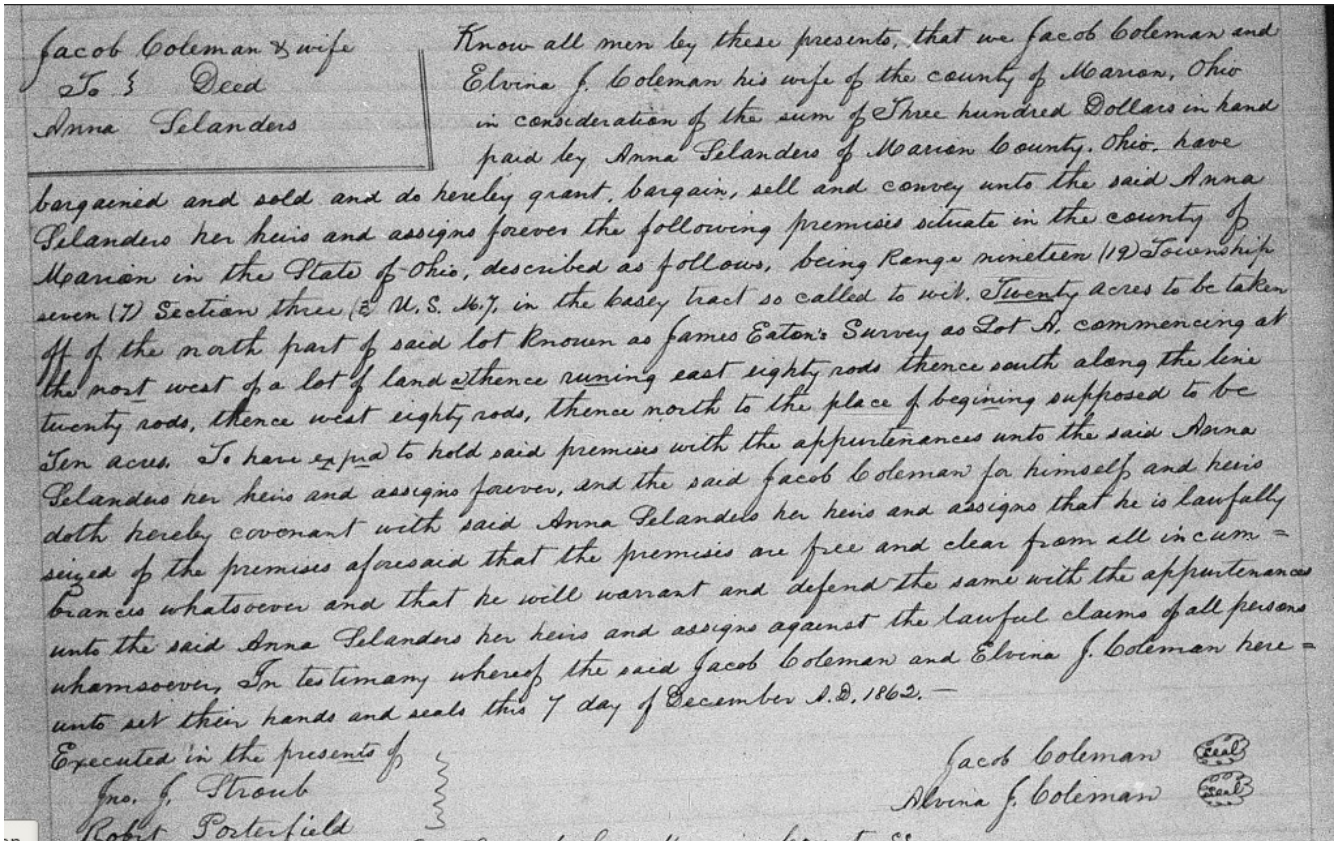 Jacob Coleman & wife
To } Deed
Anna Selanders
Know all men by these presents, that we Jacob Coleman and
Elvina J. Coleman his wife of the county of Marion, Ohio
in consideration of the sum of Three hundred Dollars in hand
paid by Anna Selanders of Marion County, Ohio, have
bargained and sold and do hereby grant, bargain, sell and convey unto the said Anna
Selanders her heirs and assigns forever the following premises situate in the county of
Marion in the State of Ohio, described as follows, being Range nineteen (19) Township
seven (7) Section three (3 U.S. M.), in the Casey tract so called to wit. Twenty acres to be taken
off of the north part of said lot known as James Eaton's Survey as Lot A, commencing at
the nort west of a lot of land thence runing east eighty rods thence south along the line
twenty rods, thence west eighty rods, thence north to the place of begining supposed to be
Ten acres. To have to hold said premises with the appurtenances unto the said Anna
Selanders her heirs and assigns forever, and the said Jacob Coleman for himself and heirs
doth hereby covenant with said Anna Selanders her heirs and assigns that he is lawfully
seized of the premises aforesaid that the premises are free and clear from all incum=
brances whatsoever and that he will warrant and defend the same with the appurtenances
unto the said Anna Selanders her heirs and assigns against the lawful claims of all persons
whamsoever, In testimany whereof the said Jacob Coleman and Elvina J. Coleman here=
unto set their hands and seals this 7 day of December A.D. 1862. —
Executed in the presents of
Jno. J. Stroub
Robt Porterfield
Jacob Coleman (seal)
Alvina J. Coleman (seal)